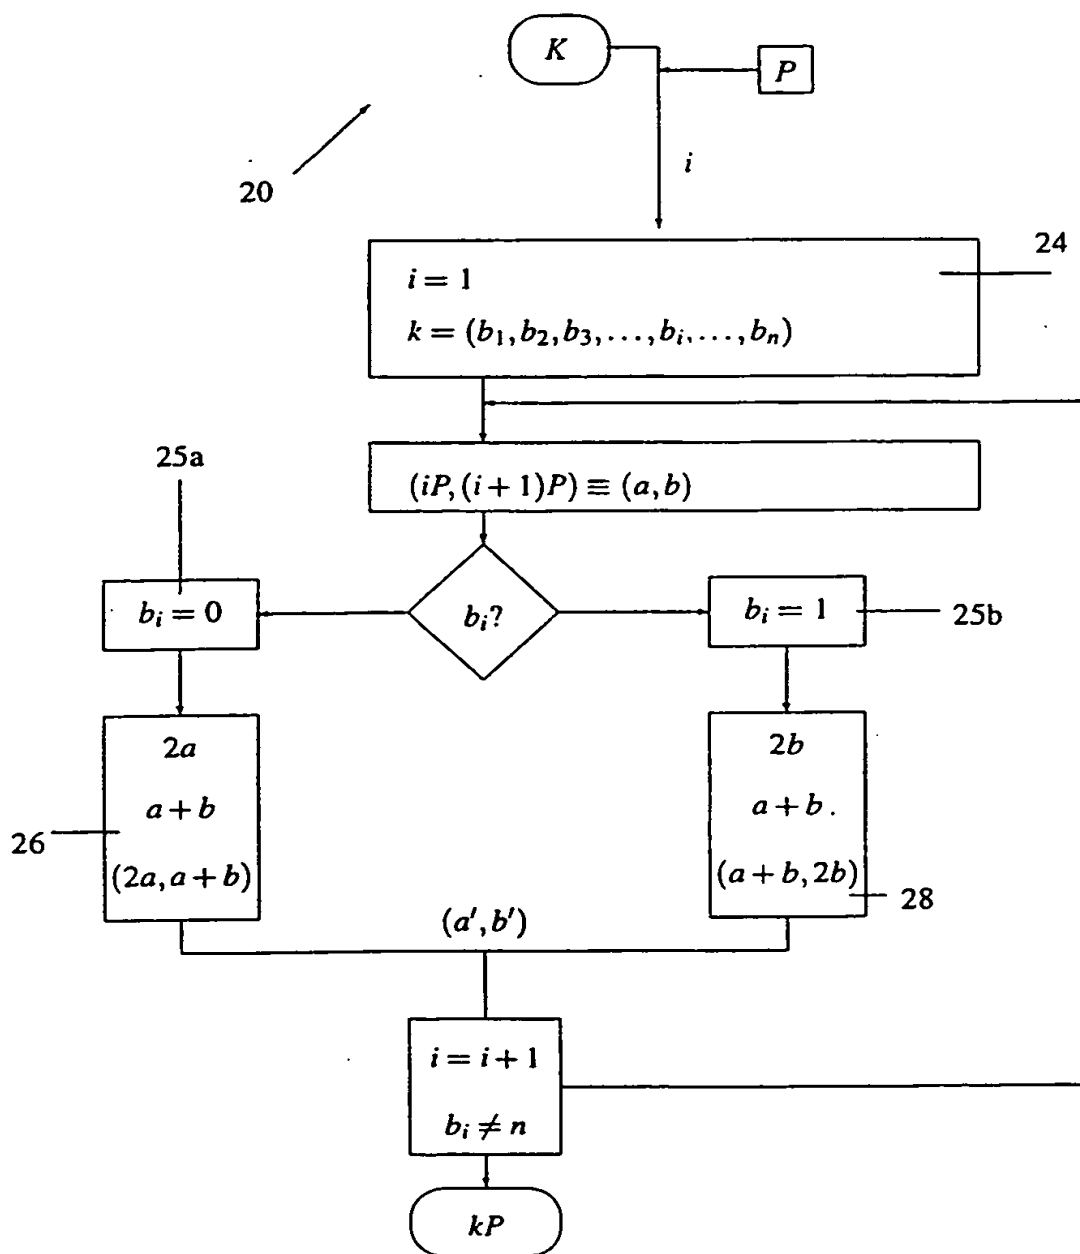 K
P
i
20
24
i = 1
k = (b₁, b₂, b₃, ..., bᵢ, ..., bₙ)
25a
(iP, (i + 1)P) ≡ (a, b)
bᵢ = 0
bᵢ?
bᵢ = 1
25b
2a
a + b
(2a, a + b)
26
2b
a + b
(a + b, 2b)
28
(a′, b′)
i = i + 1
bᵢ ≠ n
kP